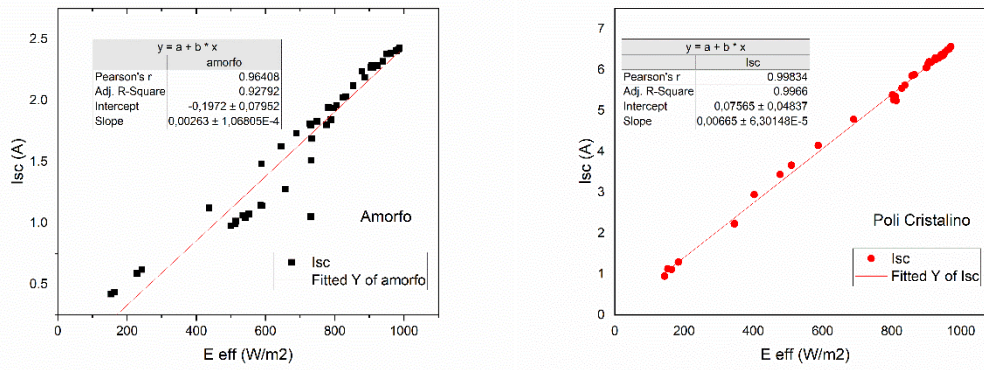 y = a + b * x
amorfo
Pearson's r 0.96408
Adj. R-Square 0.92792
Intercept -0,1972 ± 0,07952
Slope 0,00263 ± 1,06805E-4
2.5
2.0
1.5
1.0
0.5
Isc (A)
Amorfo
Isc
Fitted Y of amorfo
0 200 400 600 800 1000
E eff (W/m2)
y = a + b * x
Isc
Pearson's r 0.99834
Adj. R-Square 0.9966
Intercept 0,07565 ± 0,04837
Slope 0,00665 ± 6,30148E-5
7
6
5
4
3
2
1
0
Isc (A)
Poli Cristalino
Isc
Fitted Y of Isc
0 200 400 600 800 1000
E eff (W/m2)